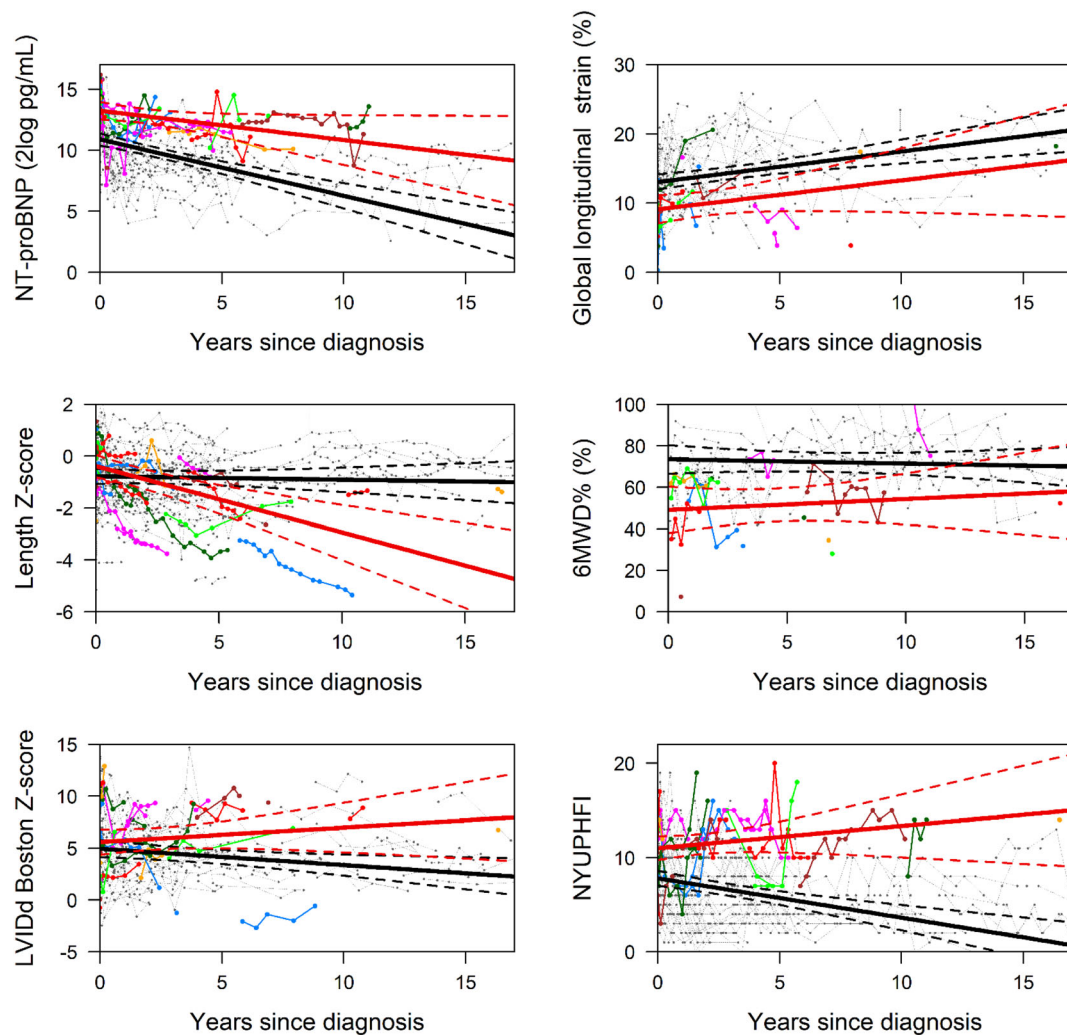 NT-proBNP (2log pg/mL)
15
10
5
0
0 5 10 15
Years since diagnosis
Global longitudinal strain (%)
30
20
10
0
0 5 10 15
Years since diagnosis
Length Z-score
2
0
-2
-4
-6
0 5 10 15
Years since diagnosis
6MWD% (%)
100
80
60
40
20
0
0 5 10 15
Years since diagnosis
LVIDd Boston Z-score
15
10
5
0
-5
0 5 10 15
Years since diagnosis
NYUPHFI
20
15
10
5
0
0 5 10 15
Years since diagnosis